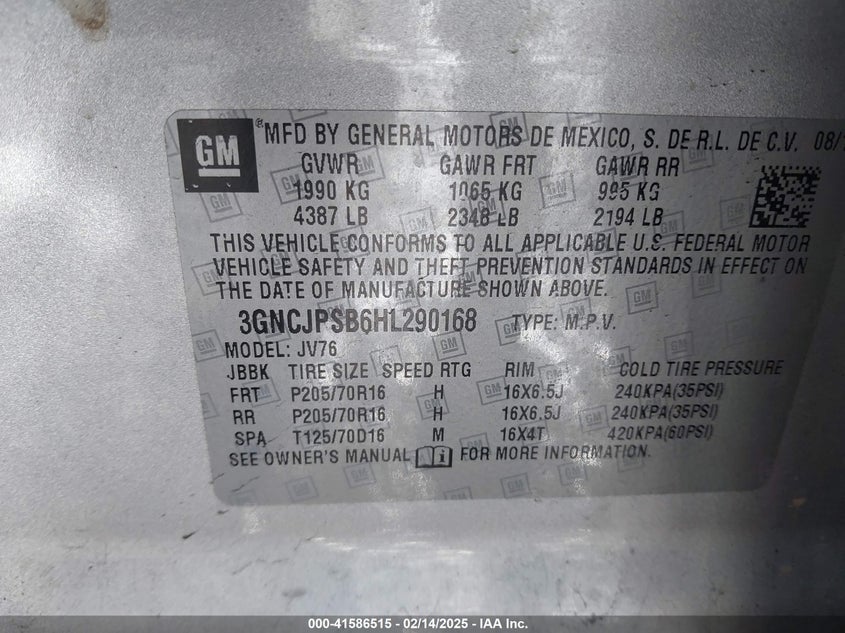 GM ® MFD BY GENERAL MOTORS DE MEXICO, S. DE R.L. DE C.V. 08/
GVWR GAWR FRT GAWR RR
1990 KG 1065 KG 995 KG
4387 LB 2348 LB 2194 LB
THIS VEHICLE CONFORMS TO ALL APPLICABLE U.S. FEDERAL MOTOR
VEHICLE SAFETY AND THEFT PREVENTION STANDARDS IN EFFECT ON
THE DATE OF MANUFACTURE SHOWN ABOVE.
3GNCJPSB6HL290168 TYPE: M.P.V.
MODEL: JV76
JBBK TIRE SIZE SPEED RTG RIM COLD TIRE PRESSURE
FRT P205/70R16 H 16X6.5J 240KPA(35PSI)
RR P205/70R16 H 16X6.5J 240KPA(35PSI)
SPA T125/70D16 M 16X4T 420KPA(60PSI)
SEE OWNER'S MANUAL FOR MORE INFORMATION.
000-41586515 - 02/14/2025 - IAA Inc.